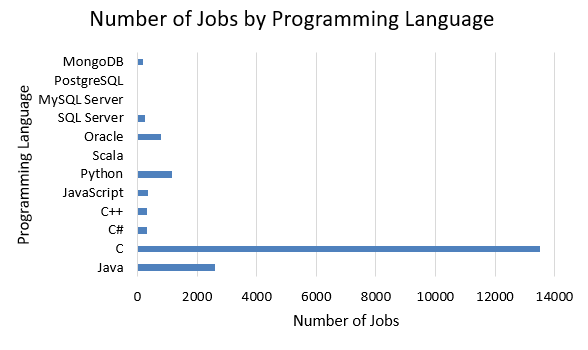 Number of Jobs by Programming Language
Programming Language
MongoDB
PostgreSQL
MySQL Server
SQL Server
Oracle
Scala
Python
JavaScript
C++
C#
C
Java
0 2000 4000 6000 8000 10000 12000 14000
Number of Jobs